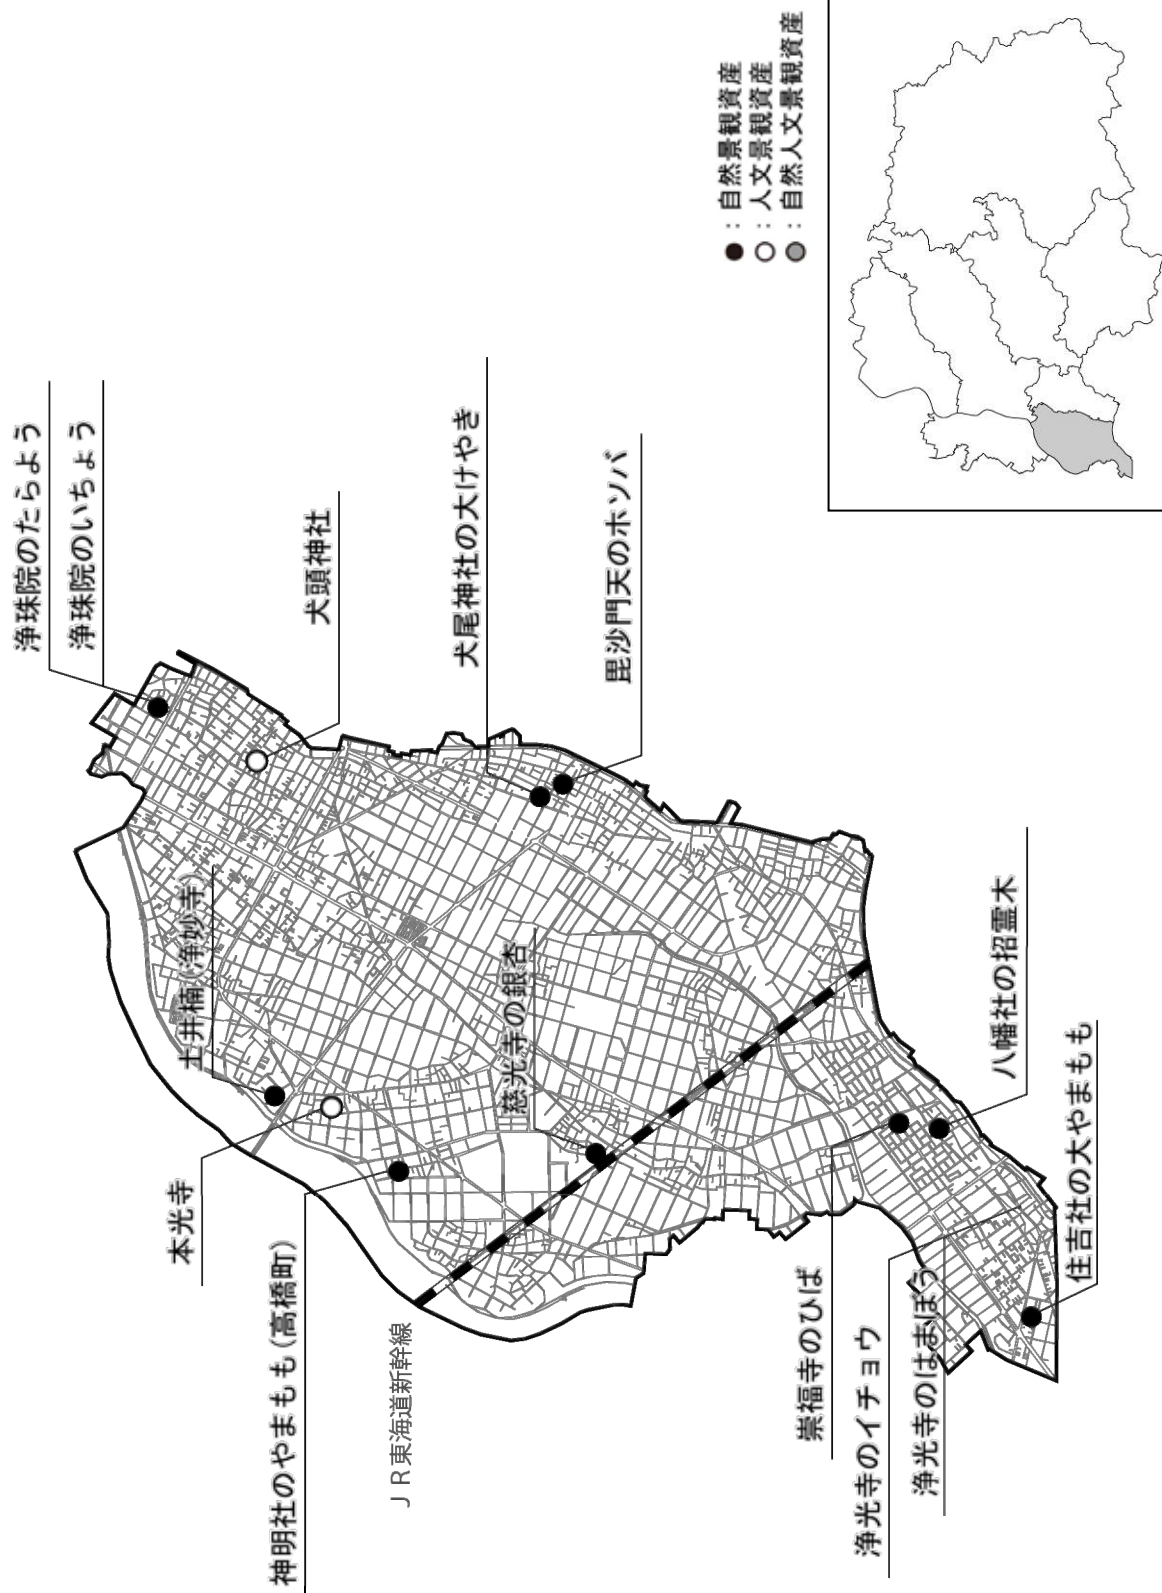 浄珠院のたらよう
浄珠院のいちょう
犬頭神社
犬尾神社の大けやき
毘沙門天のホソバ
●：自然景観資産
○：人文景観資産
●：自然人文景観資産
土井楠(浄妙寺)
慈光寺の銀杏
八幡社の招霊木
住吉社の大やまもも
本光寺
神明社のやまもも(高橋町)
ＪＲ東海道新幹線
崇福寺のひば
浄光寺のイチョウ
浄光寺のはまぼう